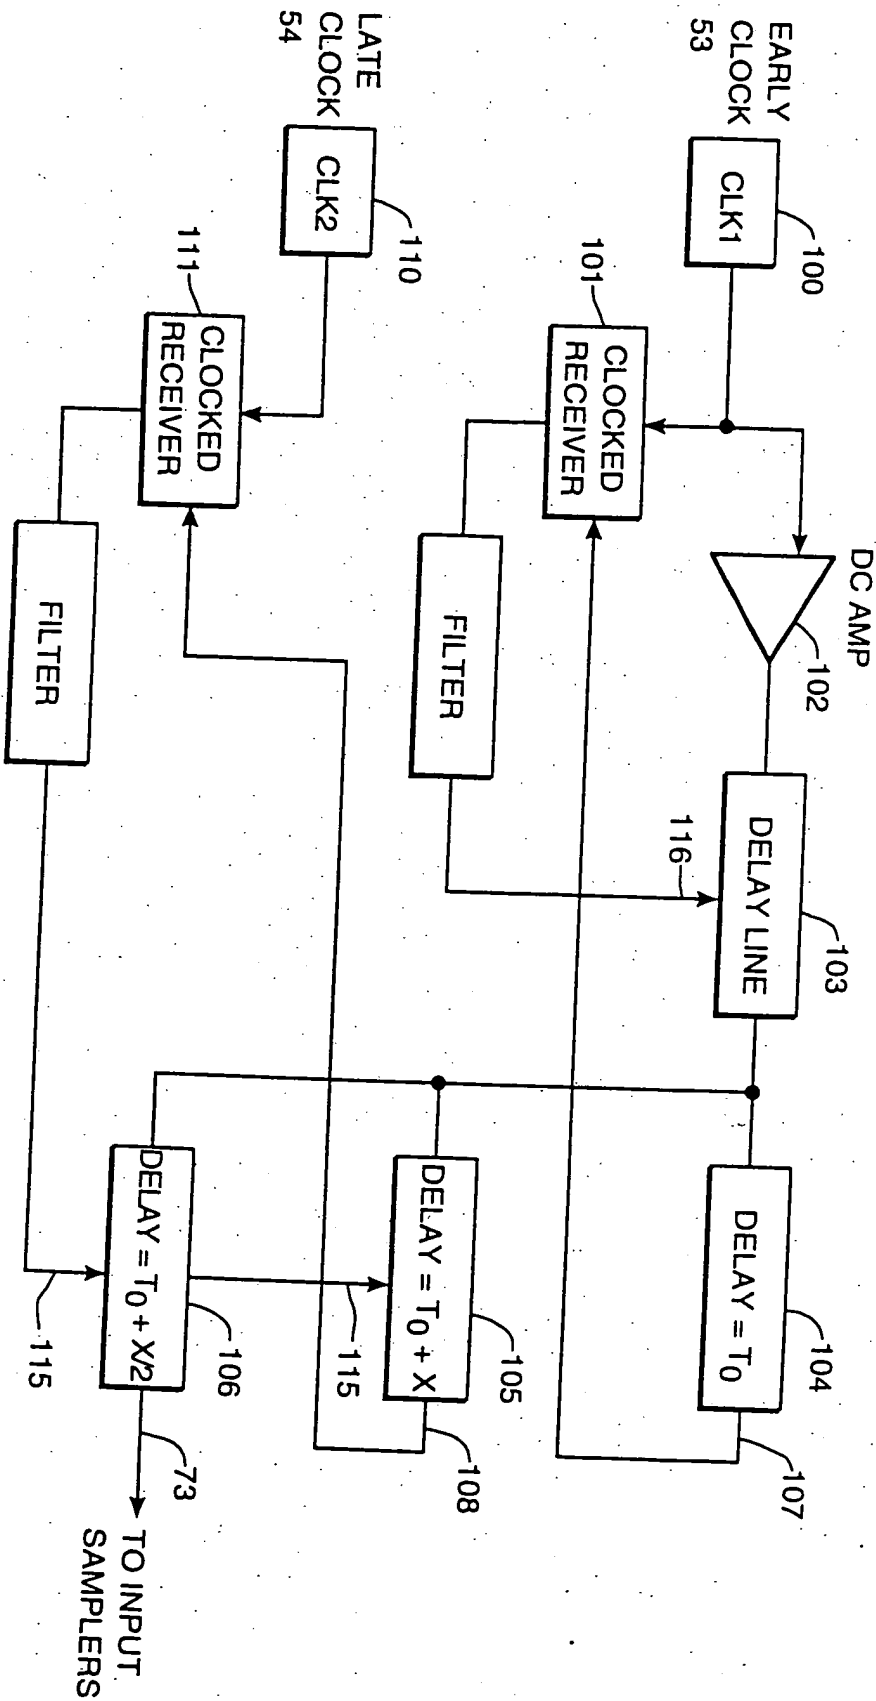 EARLY
CLOCK
53
CLK1
100
DC AMP
102
DELAY LINE
103
DELAY = T0
104
107
101
CLOCKED
RECEIVER
FILTER
116
DELAY = T0 + X
105
108
115
LATE
CLOCK
54
CLK2
110
111
CLOCKED
RECEIVER
FILTER
DELAY = T0 + X/2
106
115
73
TO INPUT
SAMPLERS